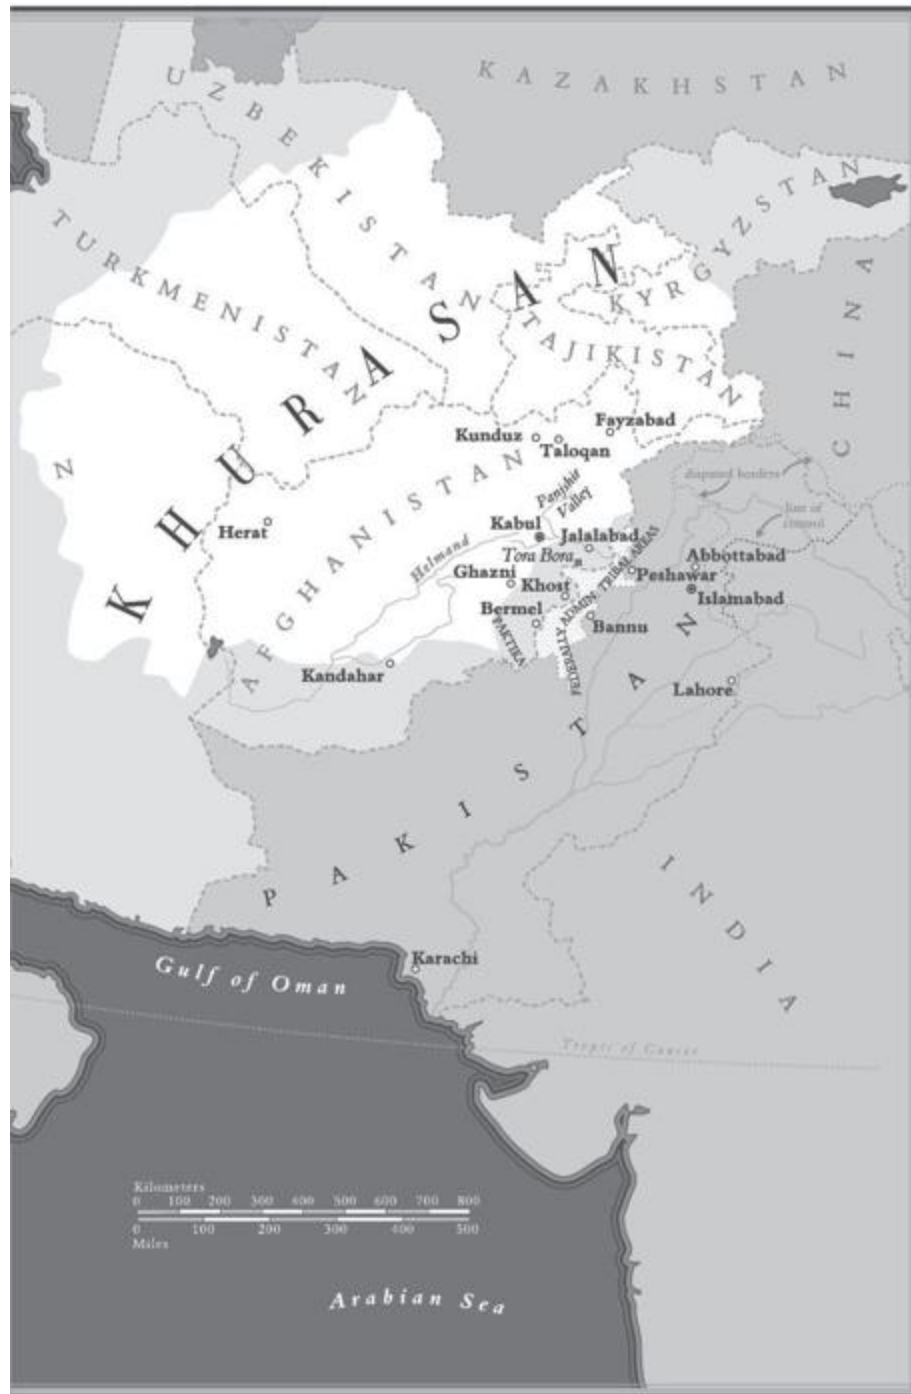 KAZAKHSTAN
UZBEKISTAN
KYRGYZSTAN
TURKMENISTAN
CHINA
TAJIKISTAN
KHURASAN
N
Fayzabad
Kunduz
Taloqan
AFGHANISTAN
disputed borders
Panjshir
Valley
line of
control
Herat
Kabul
Jalalabad
Helmand
Tora Bora
Abbottabad
Ghazni
Khost
Peshawar
Islamabad
FEDERALLY ADMIN TRIBAL AREAS
Bermel
Bannu
PAKTIKA
Kandahar
Lahore
PAKISTAN
INDIA
Karachi
Gulf of Oman
Tropic of Cancer
Kilometers
0 100 200 300 400 500 600 700 800
0 100 200 300 400 500
Miles
Arabian Sea